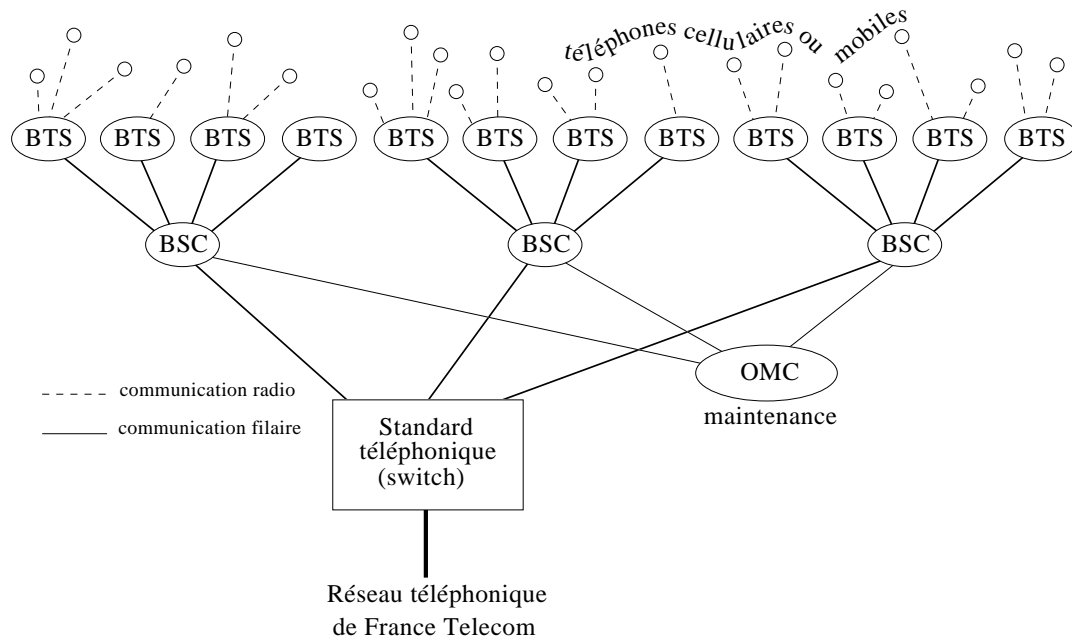 téléphones cellulaires ou mobiles
BTS BTS BTS BTS BTS BTS BTS BTS BTS BTS BTS BTS
BSC BSC BSC
OMC
maintenance
communication radio
communication filaire
Standard
téléphonique
(switch)
Réseau téléphonique
de France Telecom